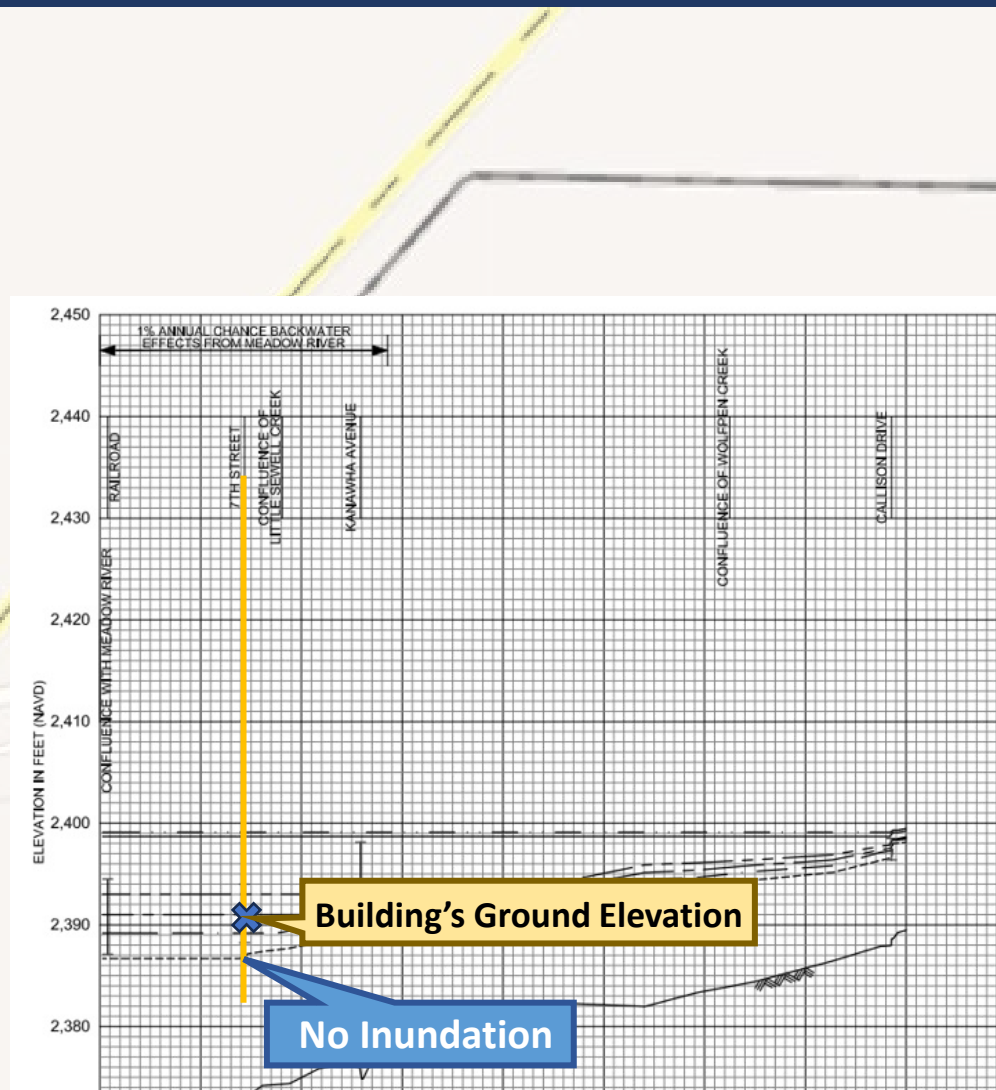 2,450
1% ANNUAL CHANCE BACKWATER
EFFECTS FROM MEADOW RIVER
2,440
RAILROAD
7TH STREET
CONFLUENCE OF
LITTLE SEWELL CREEK
KANAWHA AVENUE
CONFLUENCE OF WOLFPEN CREEK
CALLISON DRIVE
2,430
CONFLUENCE WITH MEADOW RIVER
2,420
ELEVATION IN FEET (NAVD)
2,410
2,400
2,390
Building's Ground Elevation
No Inundation
2,380